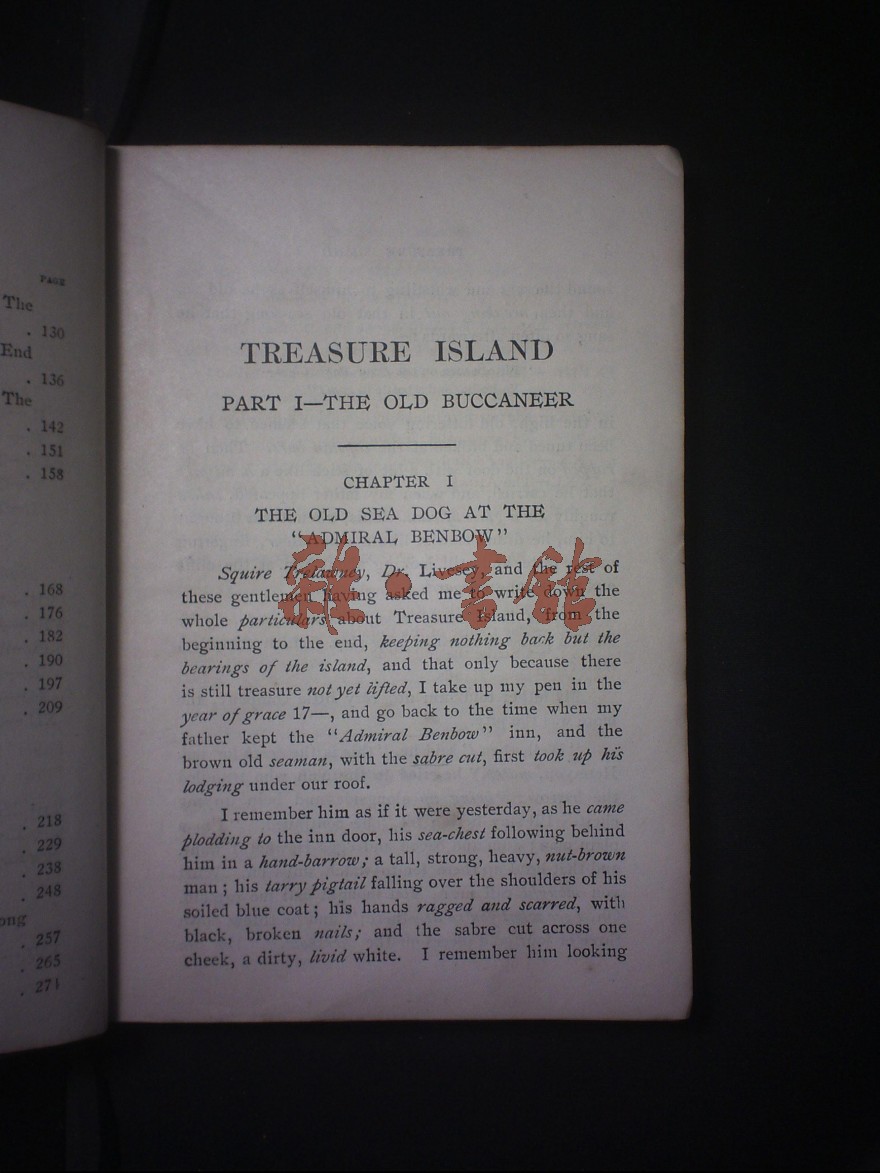 PAGE
The
. 130
End
. 136
The
. 142
. 151
. 158
. 168
. 176
. 182
. 190
. 197
. 209
. 218
. 229
. 238
. 248
ong
. 257
. 265
. 271
TREASURE ISLAND
PART I—THE OLD BUCCANEER
CHAPTER I
THE OLD SEA DOG AT THE
"ADMIRAL BENBOW"
Squire Trelawney, Dr. Livesey, and the rest of
these gentlemen having asked me to write down the
whole particulars about Treasure Island, from the
beginning to the end, keeping nothing back but the
bearings of the island, and that only because there
is still treasure not yet lifted, I take up my pen in the
year of grace 17—, and go back to the time when my
father kept the "Admiral Benbow" inn, and the
brown old seaman, with the sabre cut, first took up his
lodging under our roof.
I remember him as if it were yesterday, as he came
plodding to the inn door, his sea-chest following behind
him in a hand-barrow; a tall, strong, heavy, nut-brown
man; his tarry pigtail falling over the shoulders of his
soiled blue coat; his hands ragged and scarred, with
black, broken nails; and the sabre cut across one
cheek, a dirty, livid white. I remember him looking
雜·書館